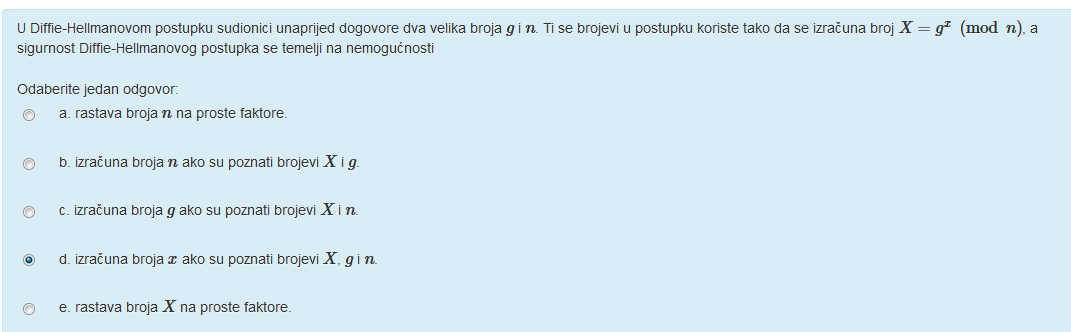 U Diffie-Hellmanovom postupku sudionici unaprijed dogovore dva velika broja g i n. Ti se brojevi u postupku koriste tako da se izračuna broj X = gˣ (mod n), a
sigurnost Diffie-Hellmanovog postupka se temelji na nemogućnosti
Odaberite jedan odgovor:
a. rastava broja n na proste faktore.
b. izračuna broja n ako su poznati brojevi X i g.
c. izračuna broja g ako su poznati brojevi X i n.
d. izračuna broja x ako su poznati brojevi X, g i n.
e. rastava broja X na proste faktore.